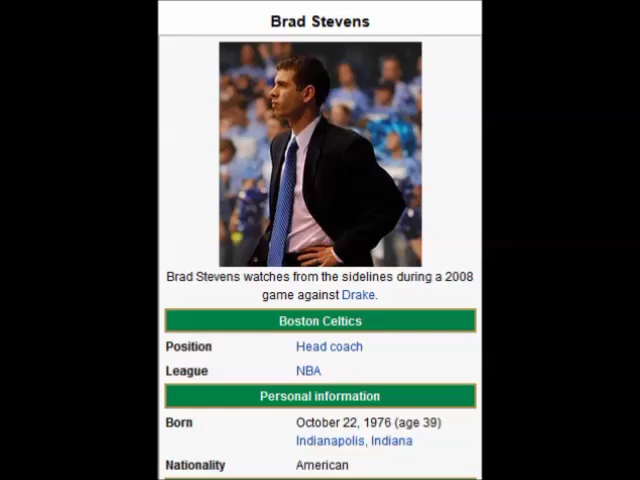 Brad Stevens
Brad Stevens watches from the sidelines during a 2008
game against Drake.
Boston Celtics
Position Head coach
League NBA
Personal information
Born October 22, 1976 (age 39)
Indianapolis, Indiana
Nationality American